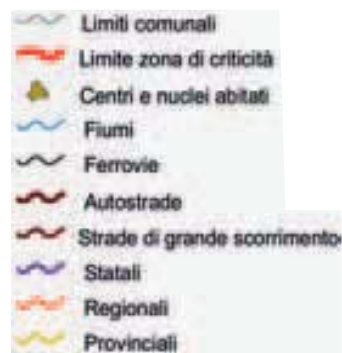 Limiti comunali
Limite zona di criticità
Centri e nuclei abitati
Fiumi
Ferrovie
Autostrade
Strade di grande scorrimento
Statali
Regionali
Provinciali